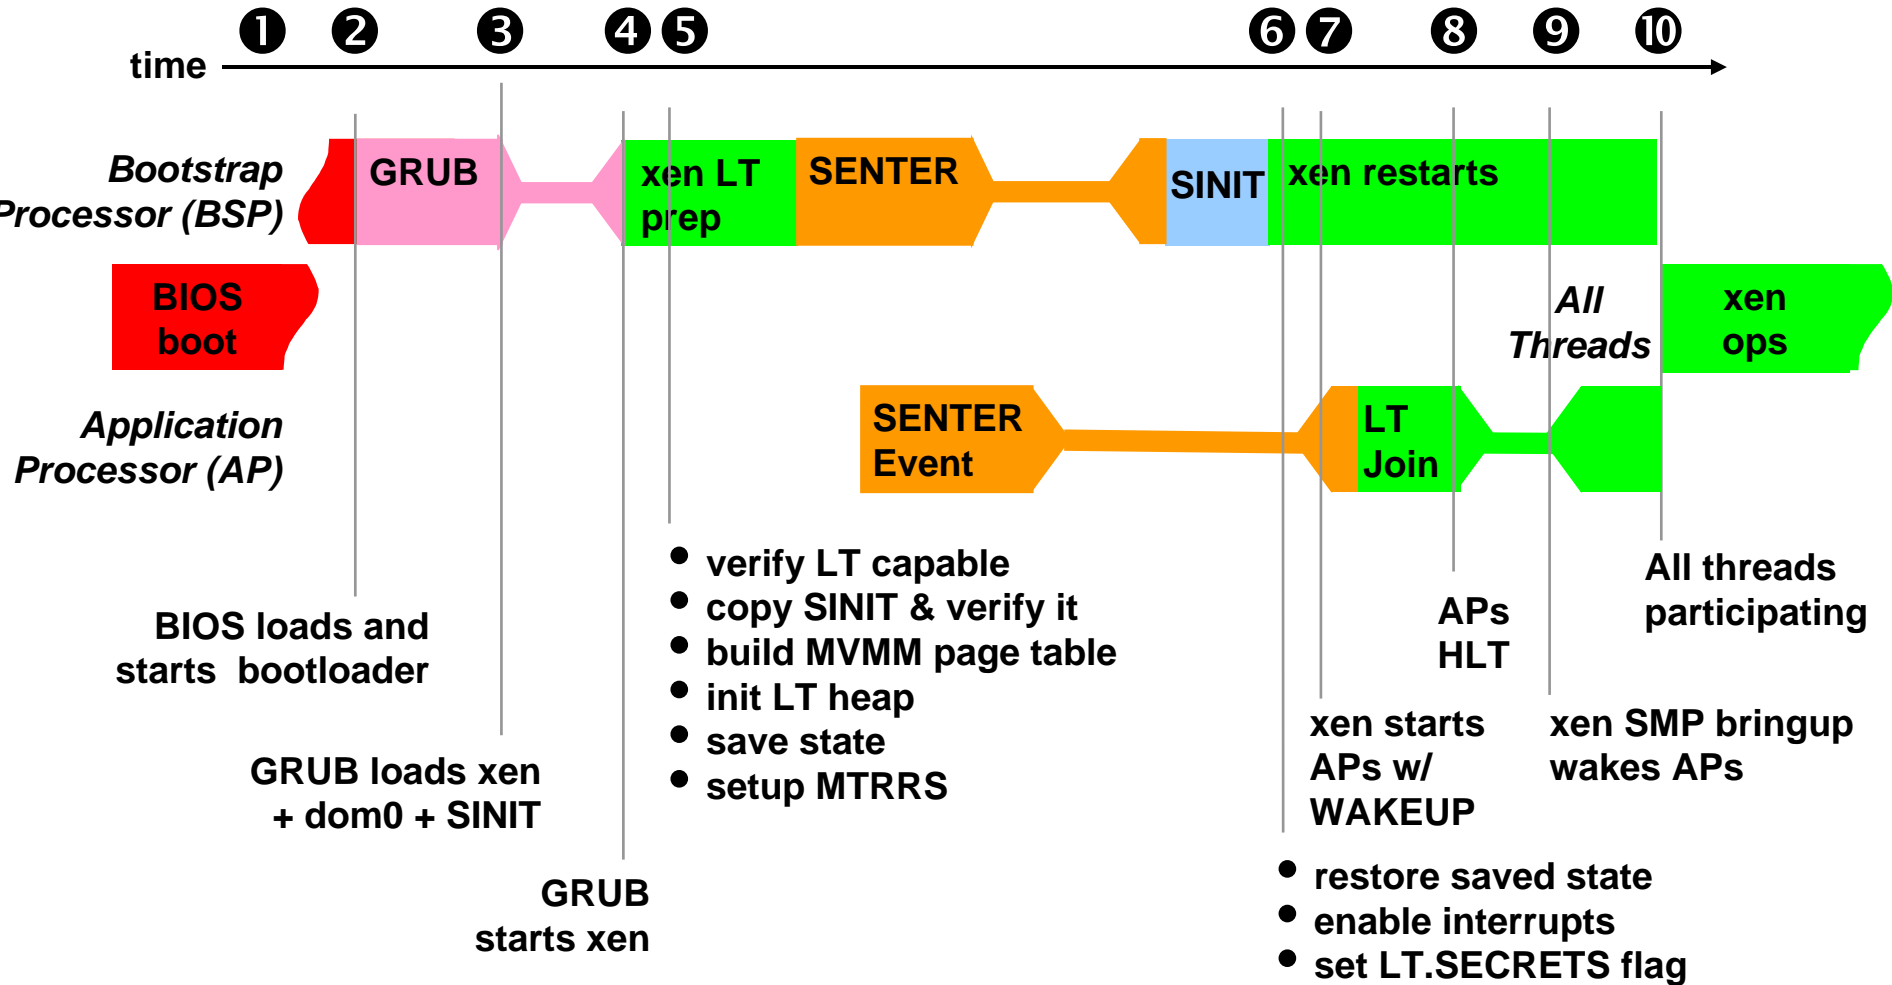 ❶ ❷ ❸ ❹ ❺ ❻ ❼ ❽ ❾ ❿
time
Bootstrap
Processor (BSP)
GRUB
xen LT
prep
SENTER
SINIT
xen restarts
BIOS
boot
All
Threads
xen
ops
Application
Processor (AP)
SENTER
Event
LT
Join
BIOS loads and
starts bootloader
GRUB loads xen
+ dom0 + SINIT
GRUB
starts xen
• verify LT capable
• copy SINIT & verify it
• build MVMM page table
• init LT heap
• save state
• setup MTRRS
• restore saved state
• enable interrupts
• set LT.SECRETS flag
xen starts
APs w/
WAKEUP
APs
HLT
xen SMP bringup
wakes APs
All threads
participating